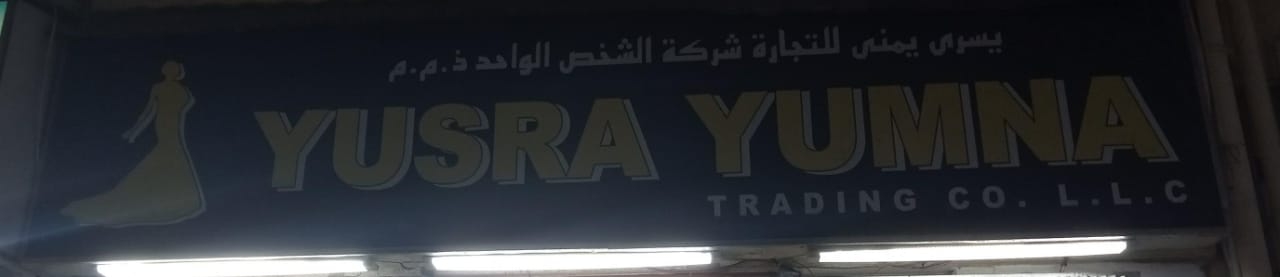 يسرى يمنى للتجارة شركة الشخص الواحد ذ.م.م
YUSRA YUMNA
TRADING CO. L.L.C